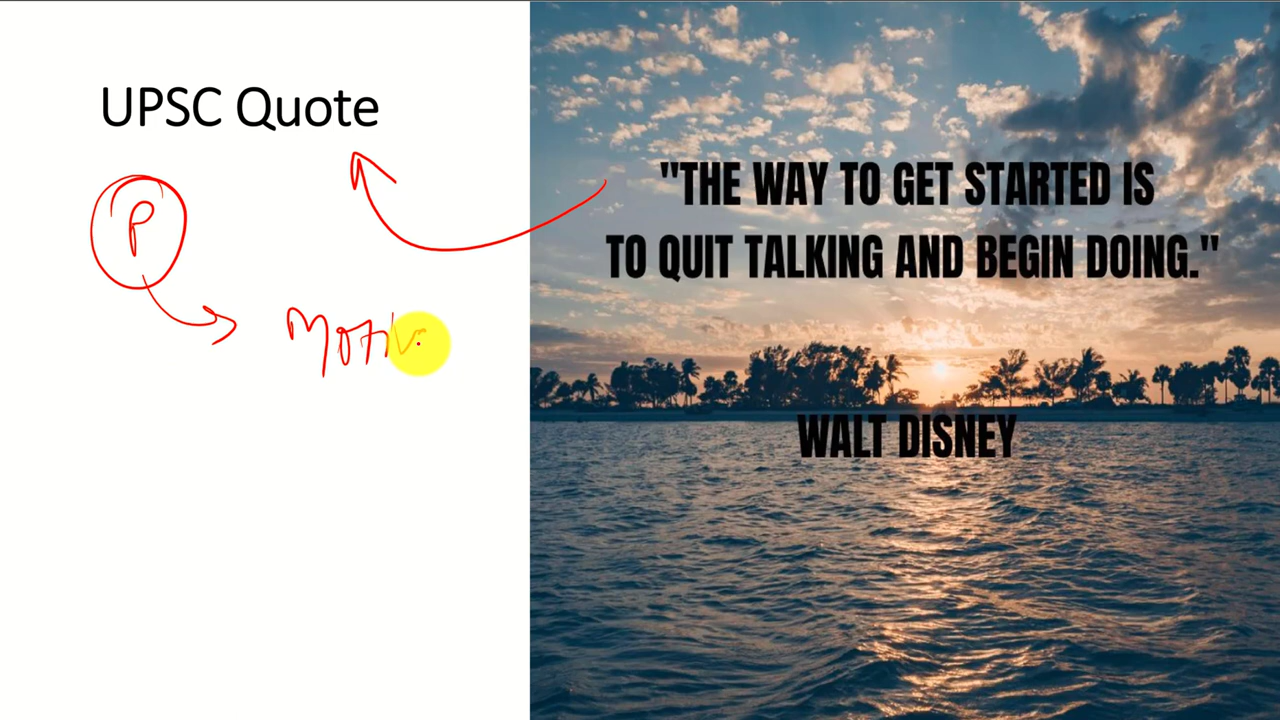 UPSC Quote
P
"THE WAY TO GET STARTED IS
TO QUIT TALKING AND BEGIN DOING."
WALT DISNEY